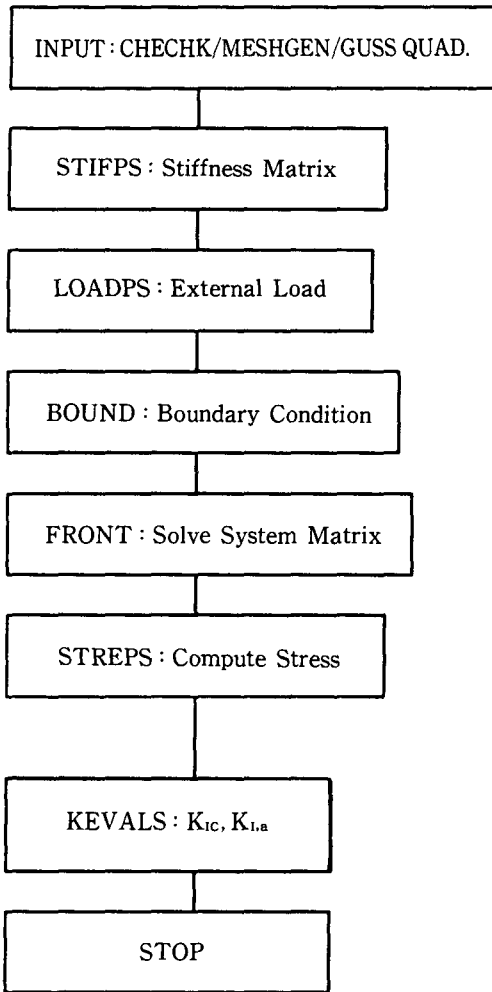 INPUT : CHECHK/MESHGEN/GUSS QUAD.
STIFPS : Stiffness Matrix
LOADPS : External Load
BOUND : Boundary Condition
FRONT : Solve System Matrix
STREPS : Compute Stress
KEVALS : KIC, KI,a
STOP